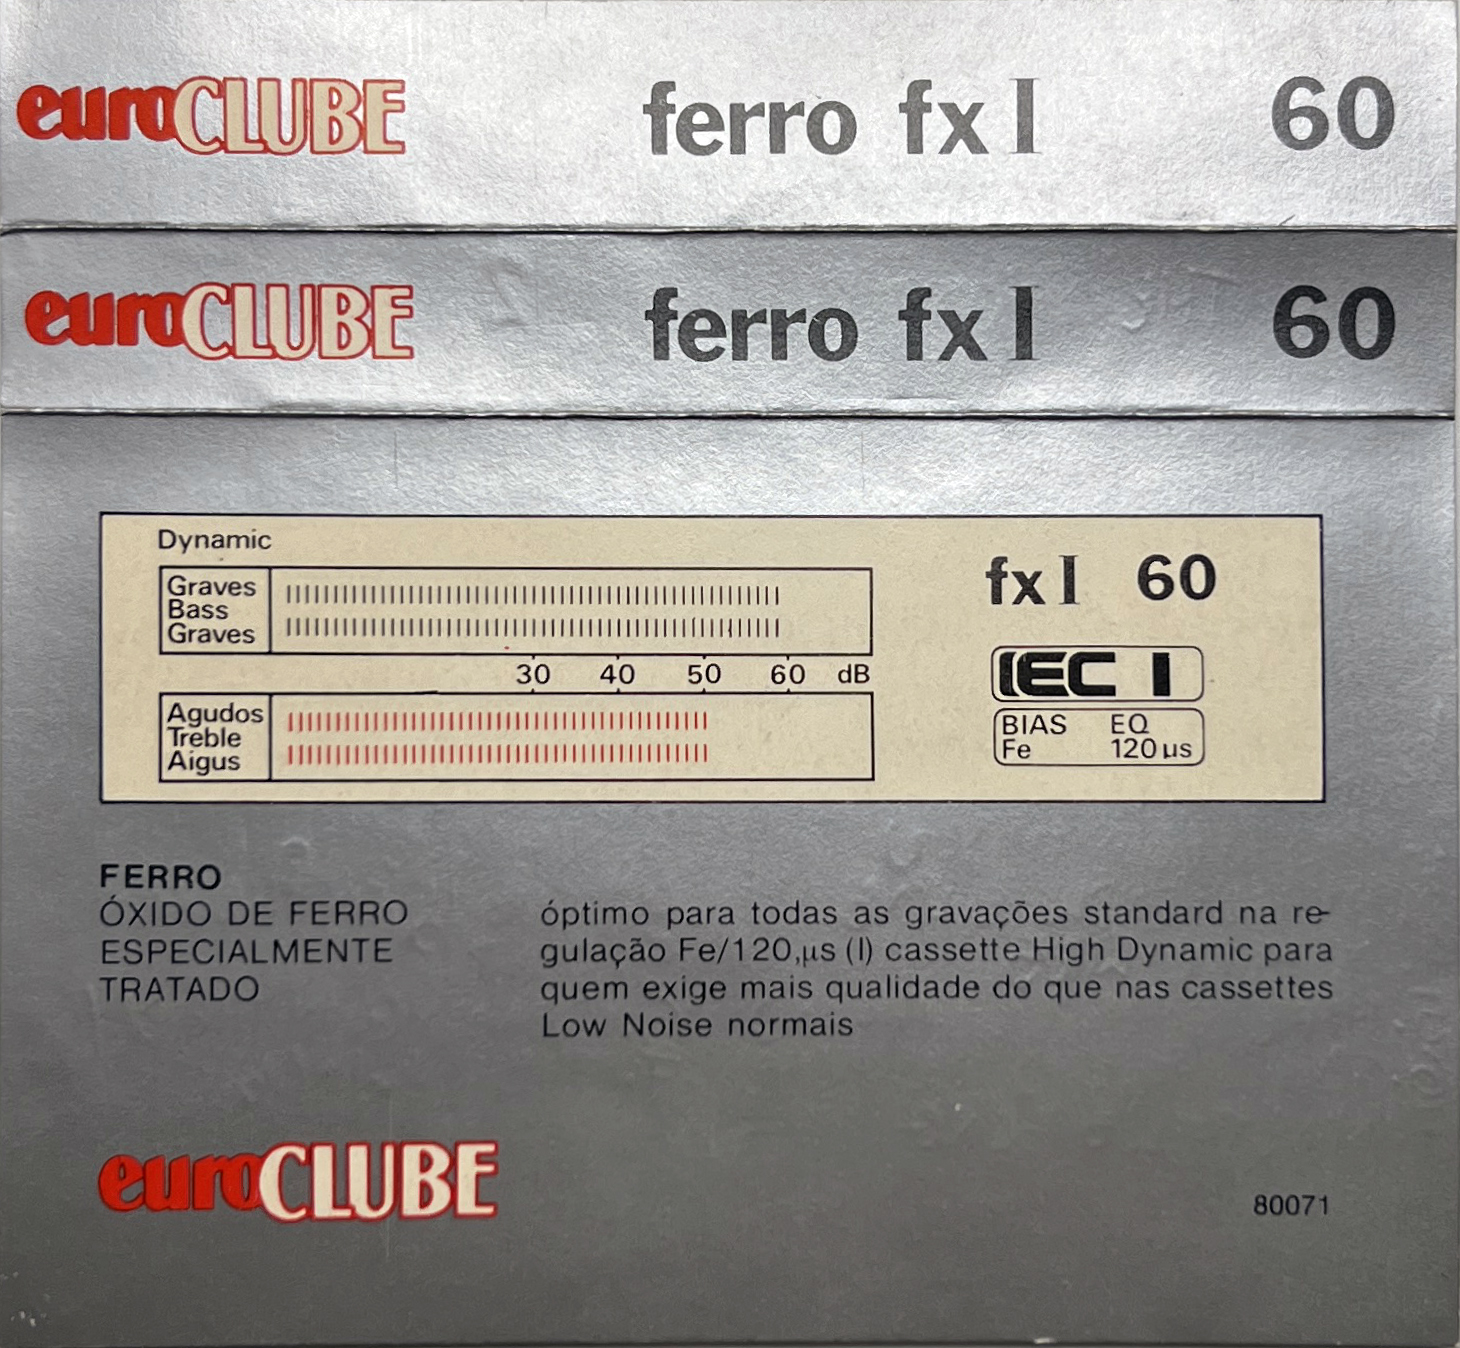 euroCLUBE ferro fx I 60
euroCLUBE ferro fx I 60
Dynamic
Graves
Bass
Graves
30 40 50 60 dB
Agudos
Treble
Aigus
fx I 60
IEC I
BIAS EQ
Fe 120 µs
FERRO
ÓXIDO DE FERRO
ESPECIALMENTE
TRATADO
óptimo para todas as gravações standard na re-
gulação Fe/120,µs (I) cassette High Dynamic para
quem exige mais qualidade do que nas cassettes
Low Noise normais
euroCLUBE
80071